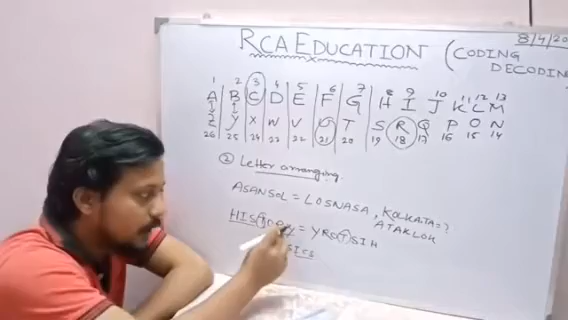 8/4/20
RCA EDUCATION (CODING
DECODING
1 2 3 4 5 6 7 8 9 10 11 12 13
A B C D E F G H I J K L M
Z Y X W V U T S R Q P O N
26 25 24 23 22 21 20 19 18 17 16 15 14
② Letter arranging.
ASANSOL = LOSNASA, KOLKATA = ?
ATAKLOK
= YROTSIH